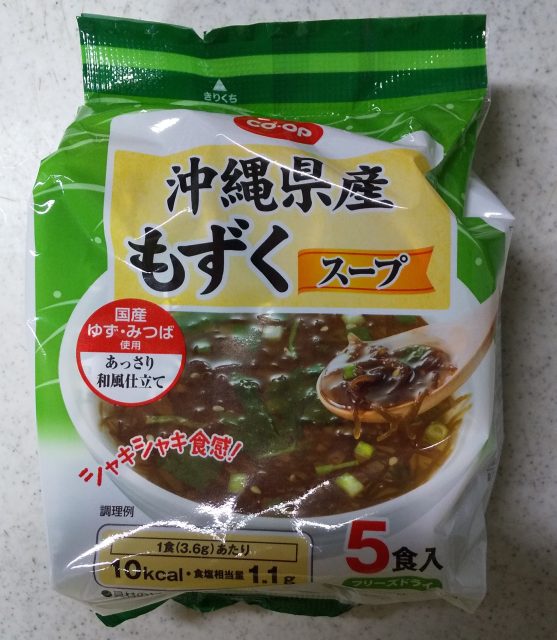 きりくち
co·op
沖縄県産
もずく
スープ
国産
ゆず・みつば
使用
あっさり
和風仕立て
シャキシャキ食感!
調理例
1食(3.6g)あたり
10kcal・食塩相当量 1.1g
5食入
フリーズドライ